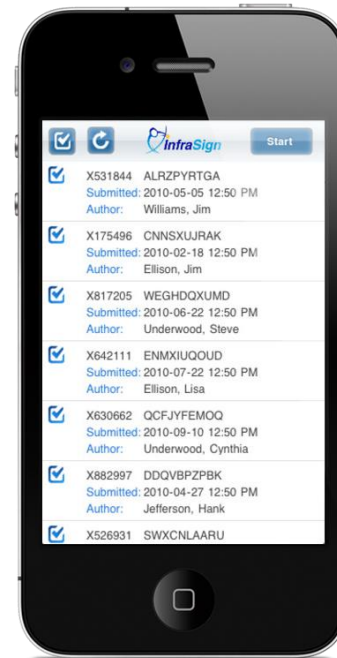 InfraSign
Start
X531844 ALRZPYRTGA
Submitted: 2010-05-05 12:50 PM
Author: Williams, Jim
X175496 CNNSXUJRAK
Submitted: 2010-02-18 12:50 PM
Author: Ellison, Jim
X817205 WEGHDQXUMD
Submitted: 2010-06-22 12:50 PM
Author: Underwood, Steve
X642111 ENMXIUQOUD
Submitted: 2010-07-22 12:50 PM
Author: Ellison, Lisa
X630662 QCFJYFEMOQ
Submitted: 2010-09-10 12:50 PM
Author: Underwood, Cynthia
X882997 DDQVBPZPBK
Submitted: 2010-04-27 12:50 PM
Author: Jefferson, Hank
X526931 SWXCNLAARU